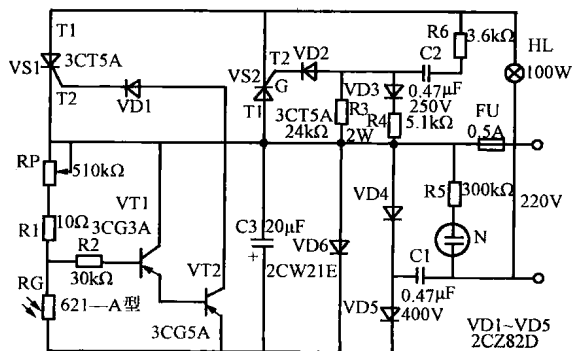 T1
VS1
3CT5A
T2
VD1
T2
VD2
VS2
G
T1
R6
3.6kΩ
C2
HL
100W
VD3
0.47μF
250V
R3
3CT5A
24kΩ
2W
R4
5.1kΩ
FU
0.5A
RP
510kΩ
R1
10Ω
R2
30kΩ
VT1
3CG3A
VT2
3CG5A
RG
621—A型
C3
20μF
+
2CW21E
VD6
VD4
R5
300kΩ
N
220V
C1
0.47μF
400V
VD5
VD1~VD5
2CZ82D